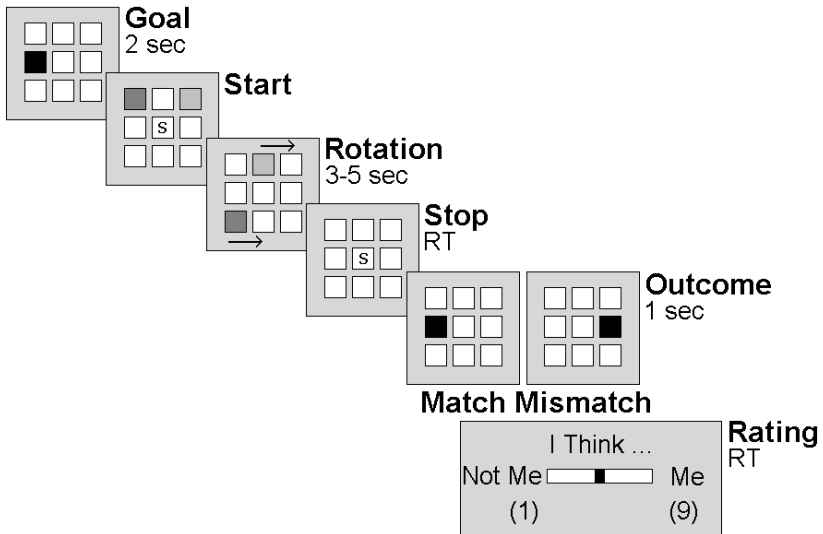 Goal
2 sec
Start
S
Rotation
3-5 sec
Stop
RT
S
Outcome
1 sec
Match Mismatch
Rating
RT
I Think ...
Not Me Me
(1) (9)